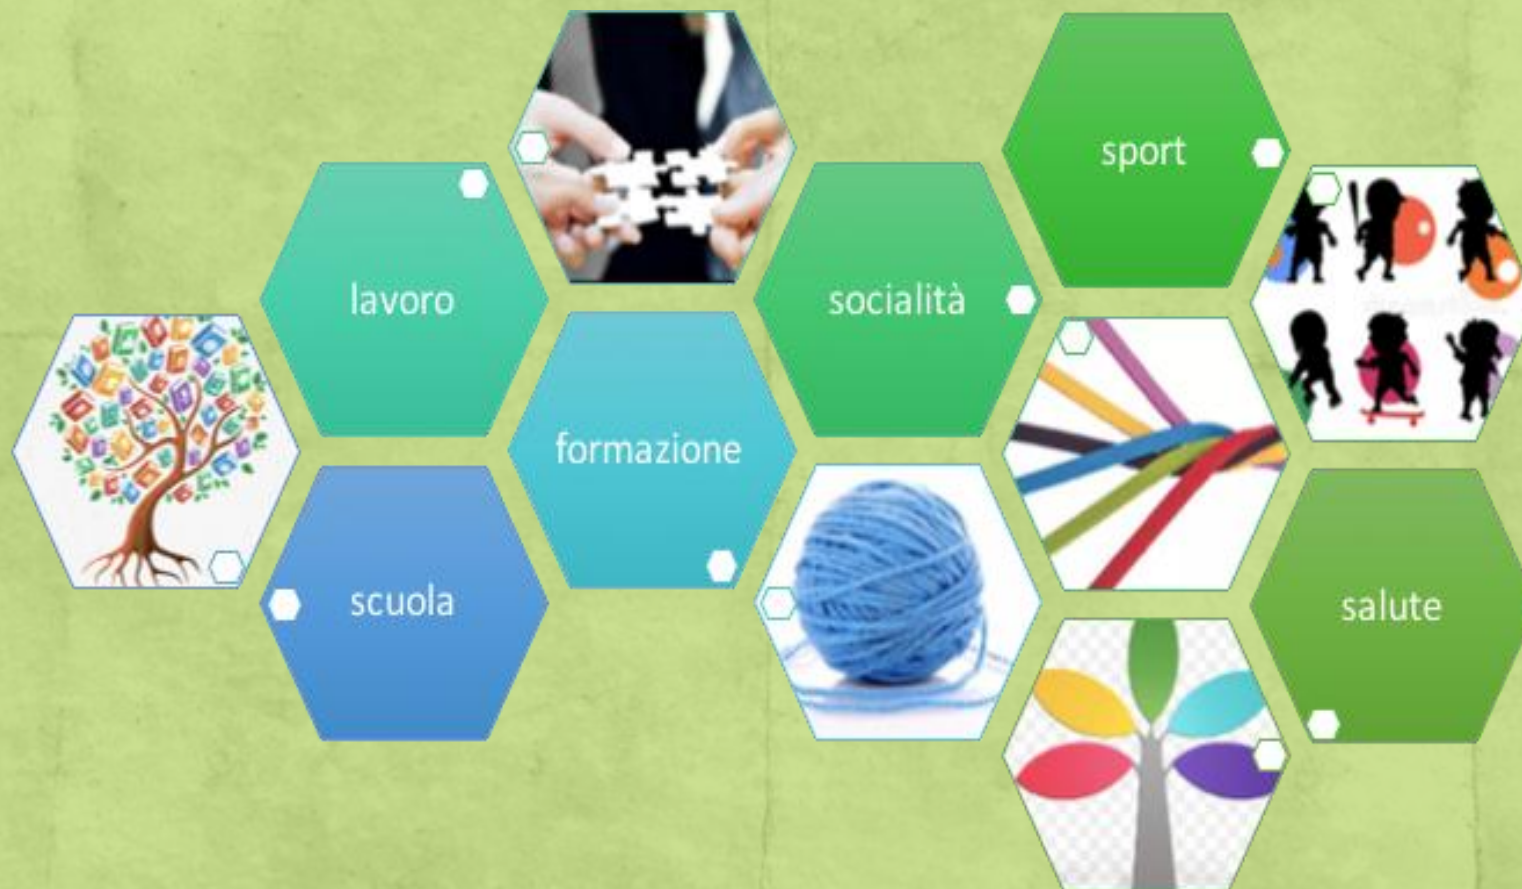 sport
lavoro
socialità
formazione
scuola
salute